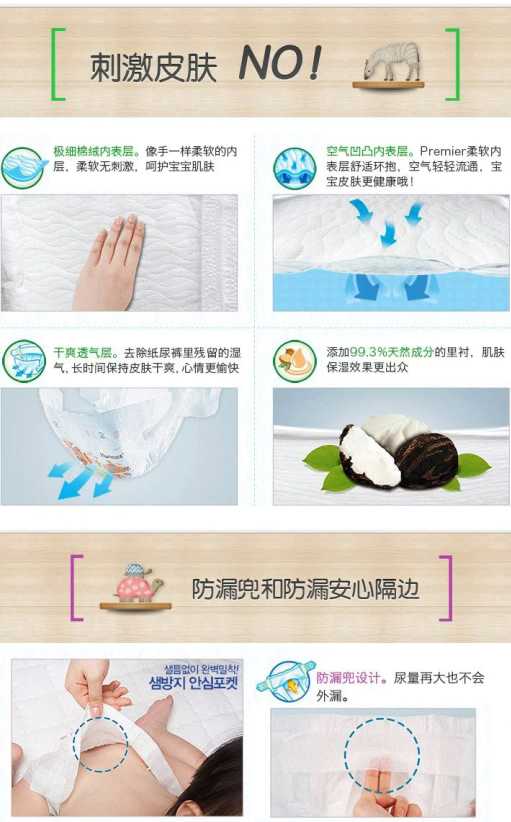 刺激皮肤 NO!
极细棉绒内表层。像手一样柔软的内
层，柔软无刺激，呵护宝宝肌肤
空气凹凸内表层。Premier柔软内
表层舒适环抱，空气轻轻流通，宝
宝皮肤更健康哦！
干爽透气层。去除纸尿裤里残留的湿
气，长时间保持皮肤干爽，心情更愉快
添加99.3%天然成分的里衬，肌肤
保湿效果更出众
防漏兜和防漏安心隔边
샐틈없이 완벽밀착!
샘방지 안심포켓
防漏兜设计。尿量再大也不会
外漏。